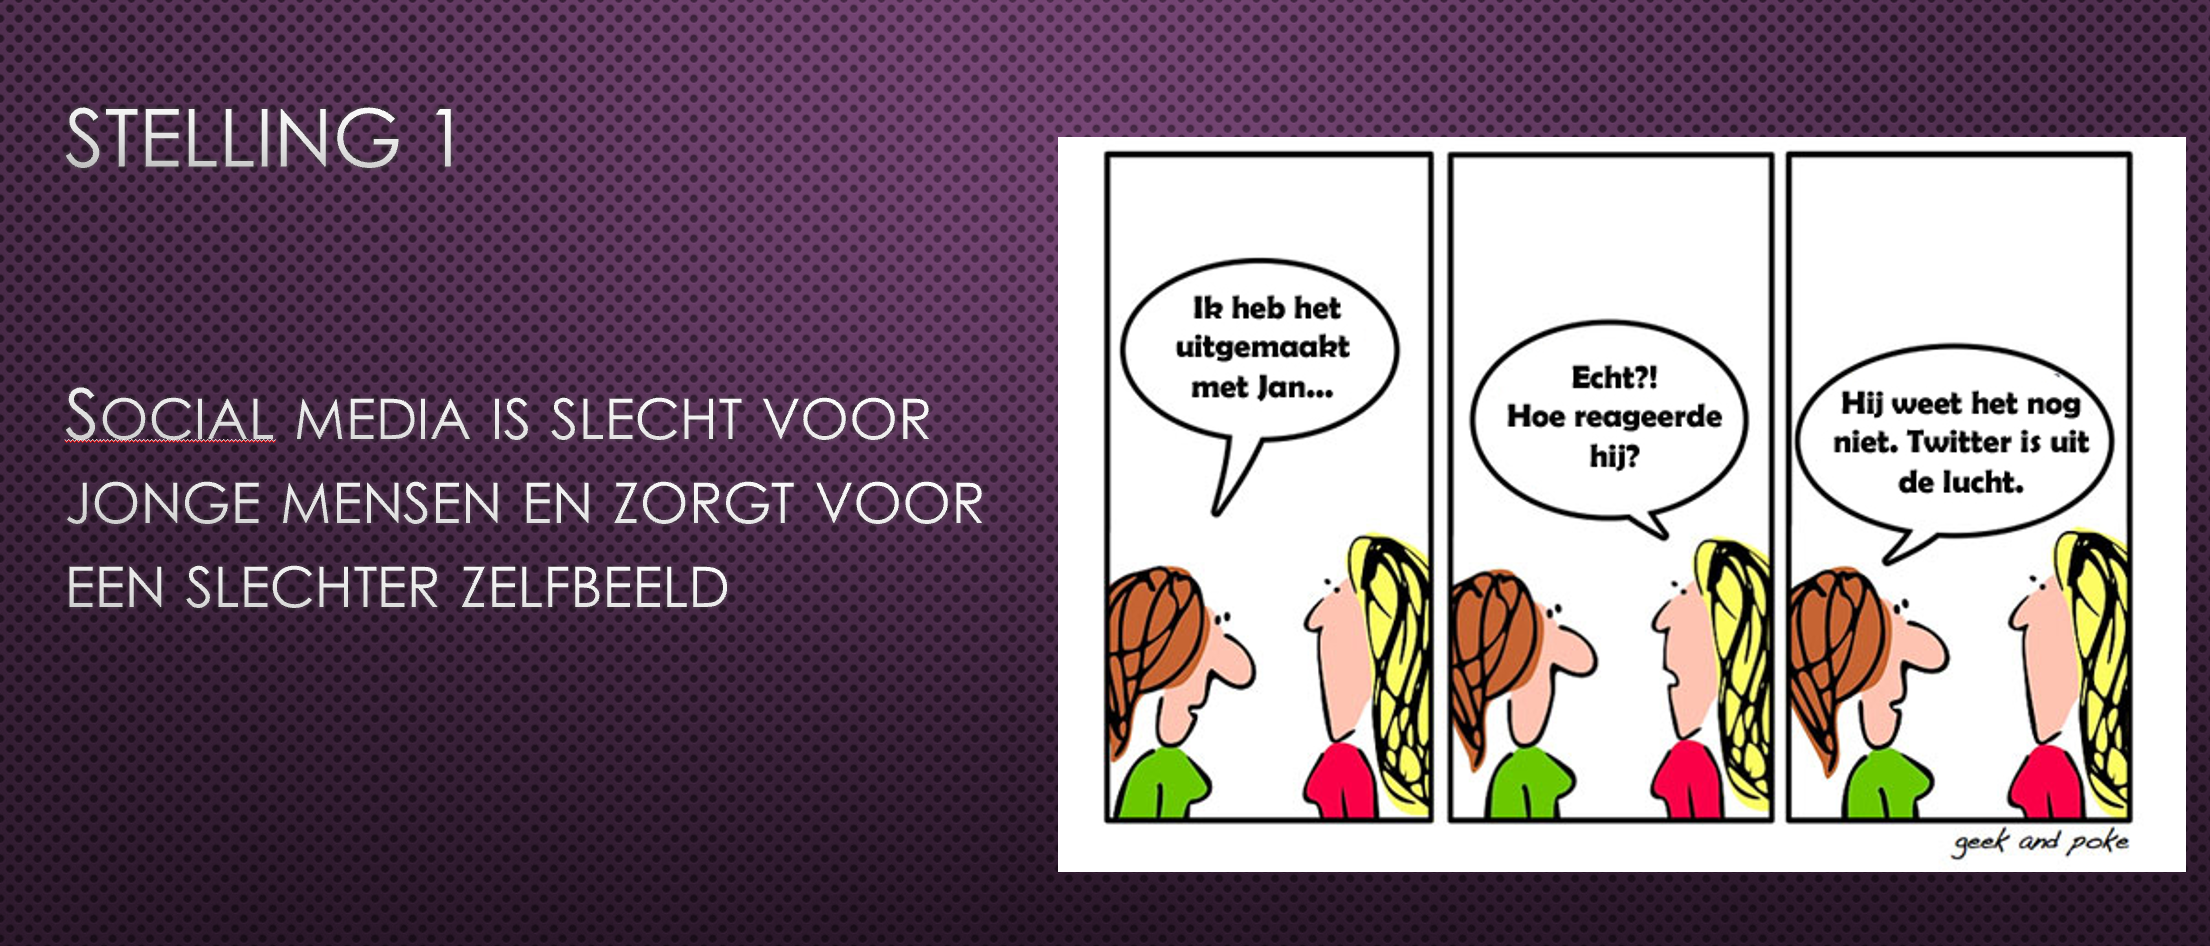 STELLING 1
SOCIAL MEDIA IS SLECHT VOOR
JONGE MENSEN EN ZORGT VOOR
EEN SLECHTER ZELFBEELD
Ik heb het
uitgemaakt
met Jan...
Echt?!
Hoe reageerde
hij?
Hij weet het nog
niet. Twitter is uit
de lucht.
geek and poke